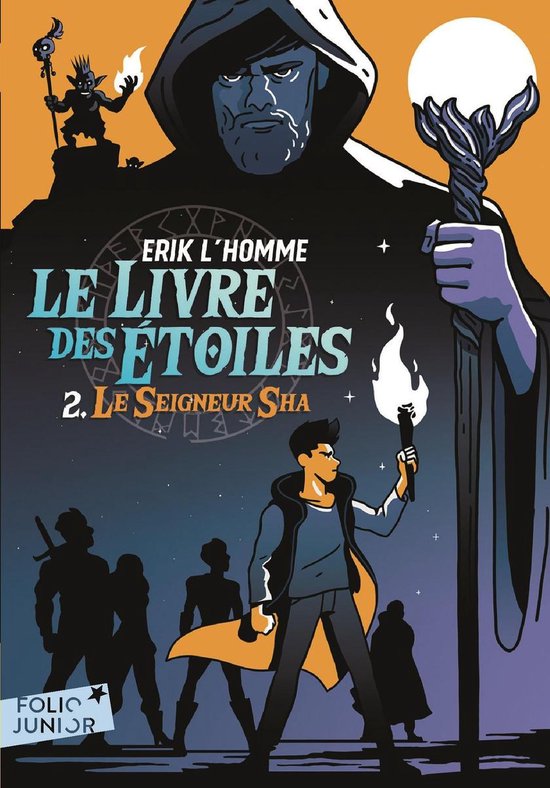 ERIK L'HOMME
LE LIVRE
DES ÉTOILES
2. LE SEIGNEUR SHA
FOLIO
JUNIOR